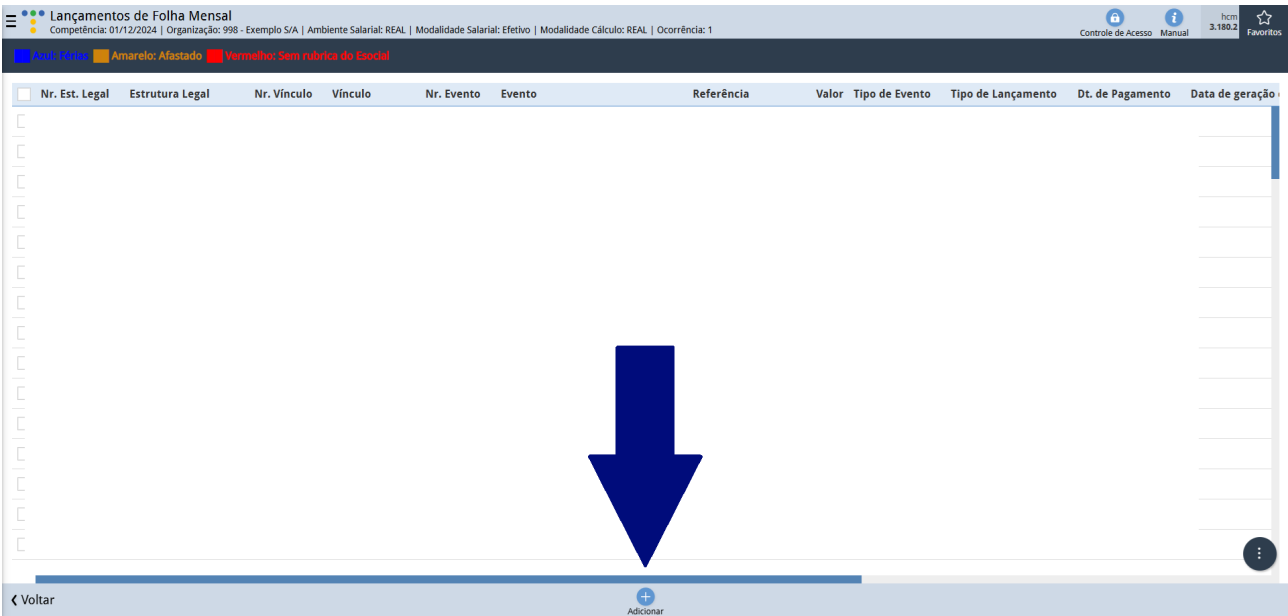 Lançamentos de Folha Mensal
Competência: 01/12/2024 | Organização: 998 - Exemplo S/A | Ambiente Salarial: REAL | Modalidade Salarial: Efetivo | Modalidade Cálculo: REAL | Ocorrência: 1
Controle de Acesso
Manual
hcm
3.180.2
Favoritos
Azul: Férias Amarelo: Afastado Vermelho: Sem rubrica do Esocial
Nr. Est. Legal Estrutura Legal Nr. Vínculo Vínculo Nr. Evento Evento Referência Valor Tipo de Evento Tipo de Lançamento Dt. de Pagamento Data de geração
Voltar
Adicionar